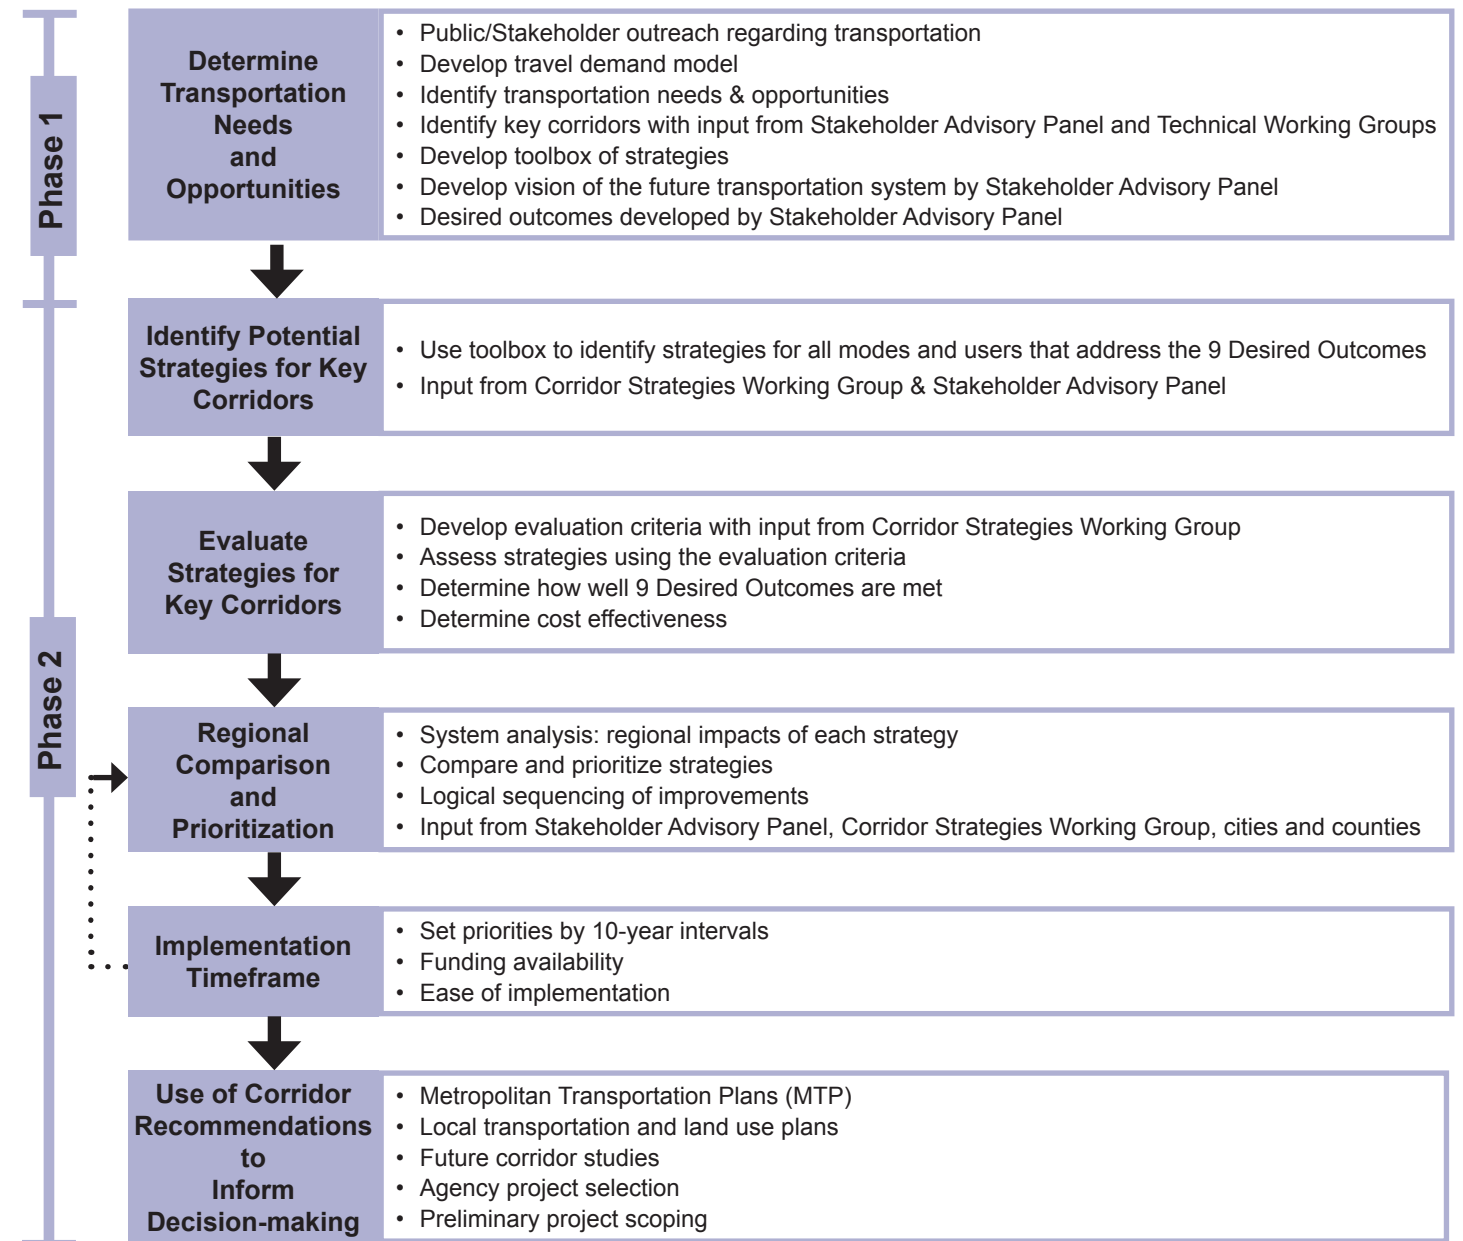 Phase 1
Determine
Transportation
Needs
and
Opportunities
• Public/Stakeholder outreach regarding transportation
• Develop travel demand model
• Identify transportation needs & opportunities
• Identify key corridors with input from Stakeholder Advisory Panel and Technical Working Groups
• Develop toolbox of strategies
• Develop vision of the future transportation system by Stakeholder Advisory Panel
• Desired outcomes developed by Stakeholder Advisory Panel
Phase 2
Identify Potential
Strategies for Key
Corridors
• Use toolbox to identify strategies for all modes and users that address the 9 Desired Outcomes
• Input from Corridor Strategies Working Group & Stakeholder Advisory Panel
Evaluate
Strategies for
Key Corridors
• Develop evaluation criteria with input from Corridor Strategies Working Group
• Assess strategies using the evaluation criteria
• Determine how well 9 Desired Outcomes are met
• Determine cost effectiveness
Regional
Comparison
and
Prioritization
• System analysis: regional impacts of each strategy
• Compare and prioritize strategies
• Logical sequencing of improvements
• Input from Stakeholder Advisory Panel, Corridor Strategies Working Group, cities and counties
Implementation
Timeframe
• Set priorities by 10-year intervals
• Funding availability
• Ease of implementation
Use of Corridor
Recommendations
to
Inform
Decision-making
• Metropolitan Transportation Plans (MTP)
• Local transportation and land use plans
• Future corridor studies
• Agency project selection
• Preliminary project scoping